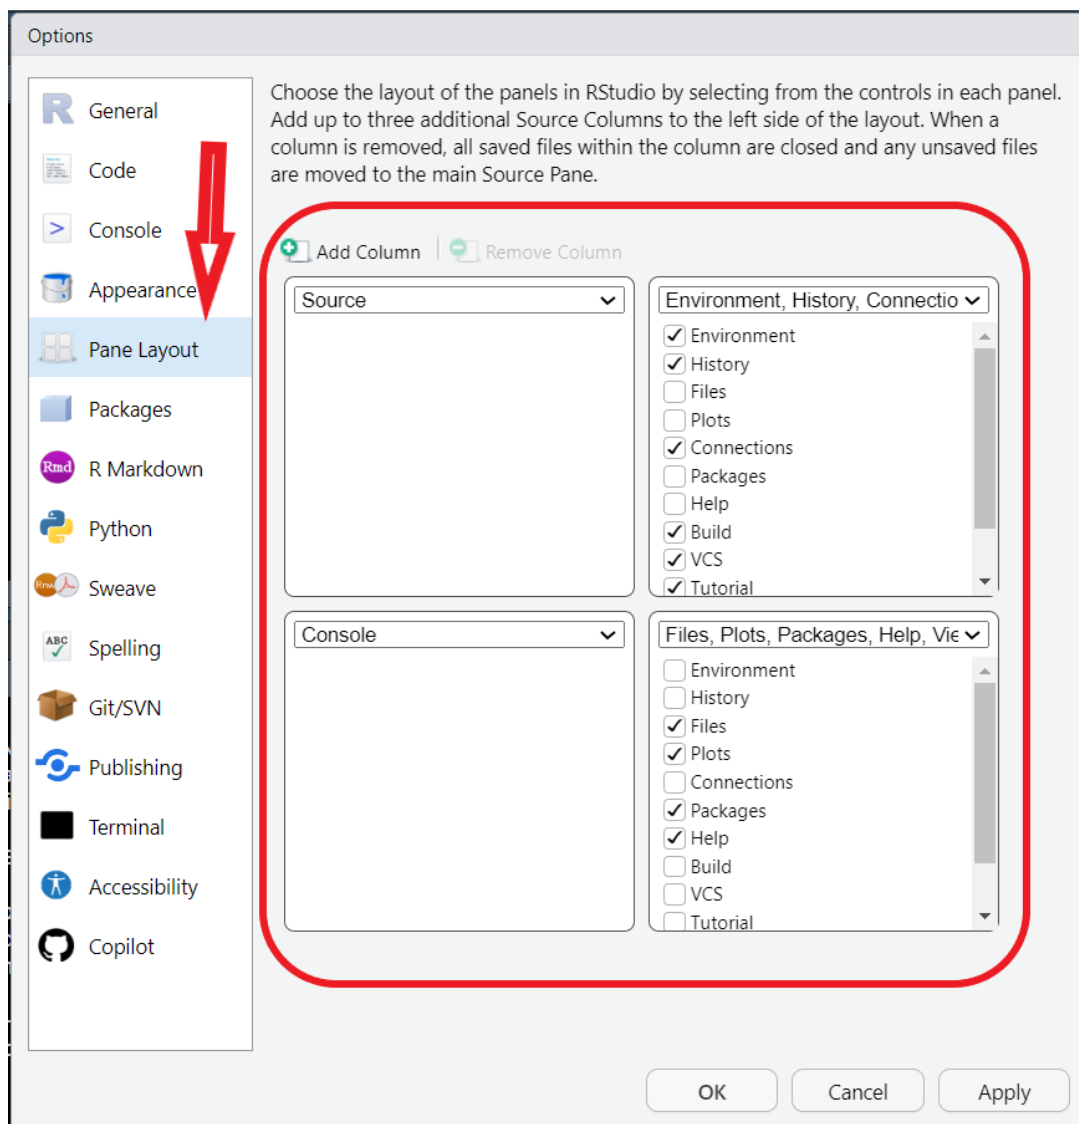 Options
General
Code
Console
Appearance
Pane Layout
Packages
Rmd R Markdown
Python
Rnw Sweave
ABC Spelling
Git/SVN
Publishing
Terminal
Accessibility
Copilot
Choose the layout of the panels in RStudio by selecting from the controls in each panel.
Add up to three additional Source Columns to the left side of the layout. When a
column is removed, all saved files within the column are closed and any unsaved files
are moved to the main Source Pane.
Add Column Remove Column
Source
Environment, History, Connectio
Environment
History
Files
Plots
Connections
Packages
Help
Build
VCS
Tutorial
Console
Files, Plots, Packages, Help, Vie
Environment
History
Files
Plots
Connections
Packages
Help
Build
VCS
Tutorial
OK Cancel Apply